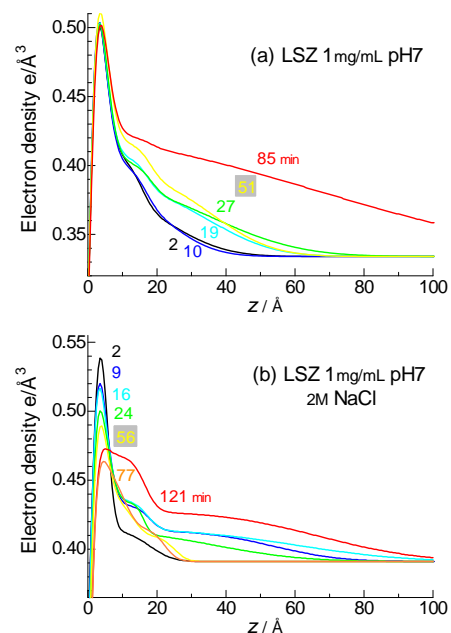 (a) LSZ 1mg/mL pH7
Electron density e/Å³
0.50
0.45
0.40
0.35
85 min
51
27
19
2
10
0 20 40 60 80 100
z / Å
(b) LSZ 1mg/mL pH7
2M NaCl
Electron density e/Å³
0.55
0.50
0.45
0.40
2
9
16
24
56
77
121 min
0 20 40 60 80 100
z / Å